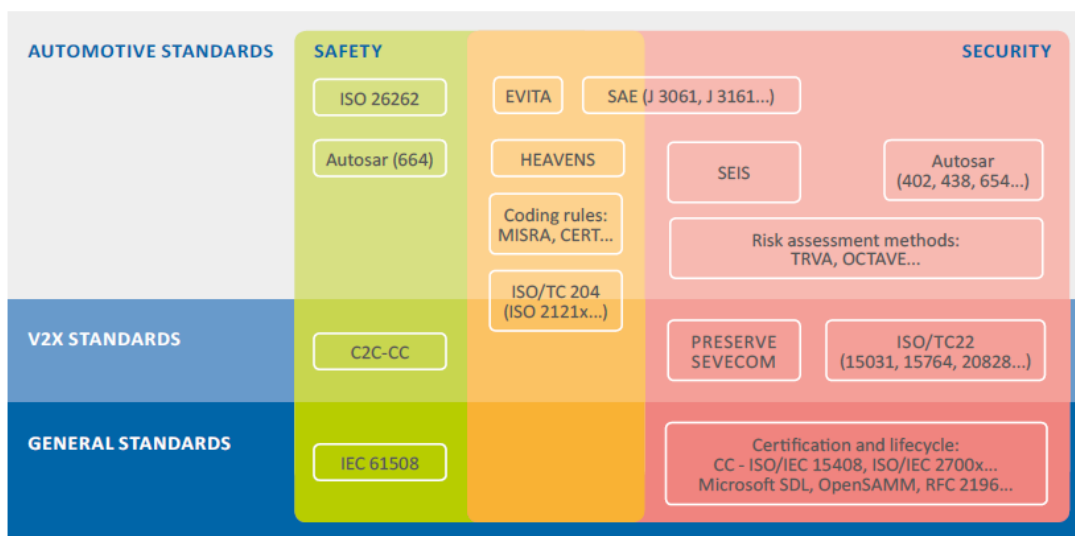 AUTOMOTIVE STANDARDS
SAFETY
SECURITY
ISO 26262
EVITA
SAE (J 3061, J 3161...)
Autosar (664)
HEAVENS
SEIS
Autosar
(402, 438, 654...)
Coding rules:
MISRA, CERT...
Risk assessment methods:
TRVA, OCTAVE...
ISO/TC 204
(ISO 2121x...)
V2X STANDARDS
C2C-CC
PRESERVE
SEVECOM
ISO/TC22
(15031, 15764, 20828...)
GENERAL STANDARDS
IEC 61508
Certification and lifecycle:
CC - ISO/IEC 15408, ISO/IEC 2700x...
Microsoft SDL, OpenSAMM, RFC 2196...